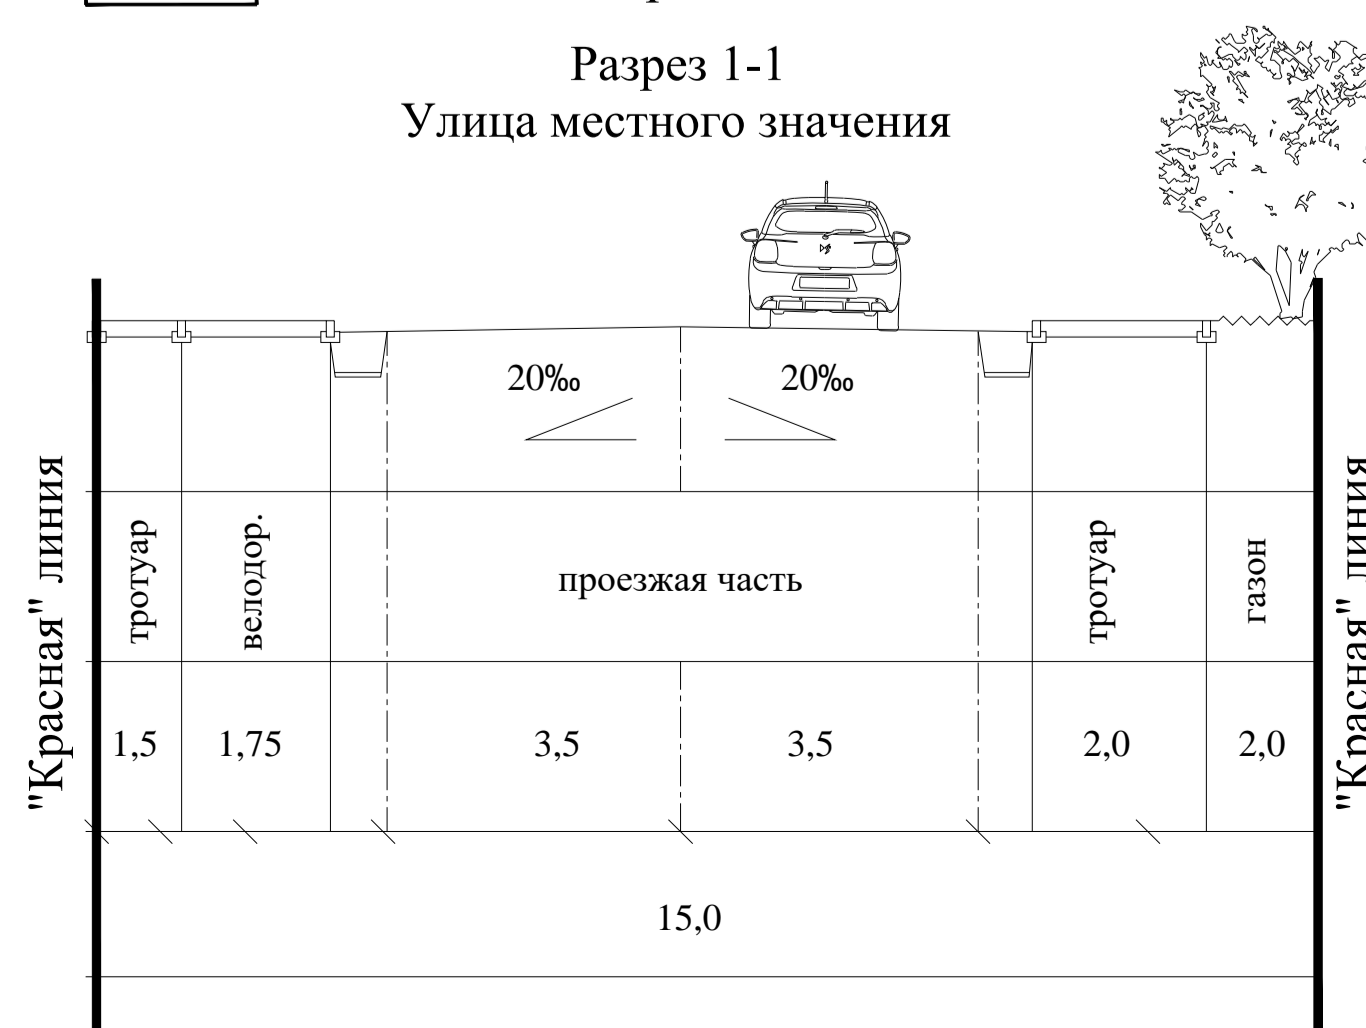 Разрез 1-1
Улица местного значения
20‰ 20‰
"Красная" линия
тротуар
велодор.
проезжая часть
тротуар
газон
"Красная" линия
1,5 1,75 3,5 3,5 2,0 2,0
15,0